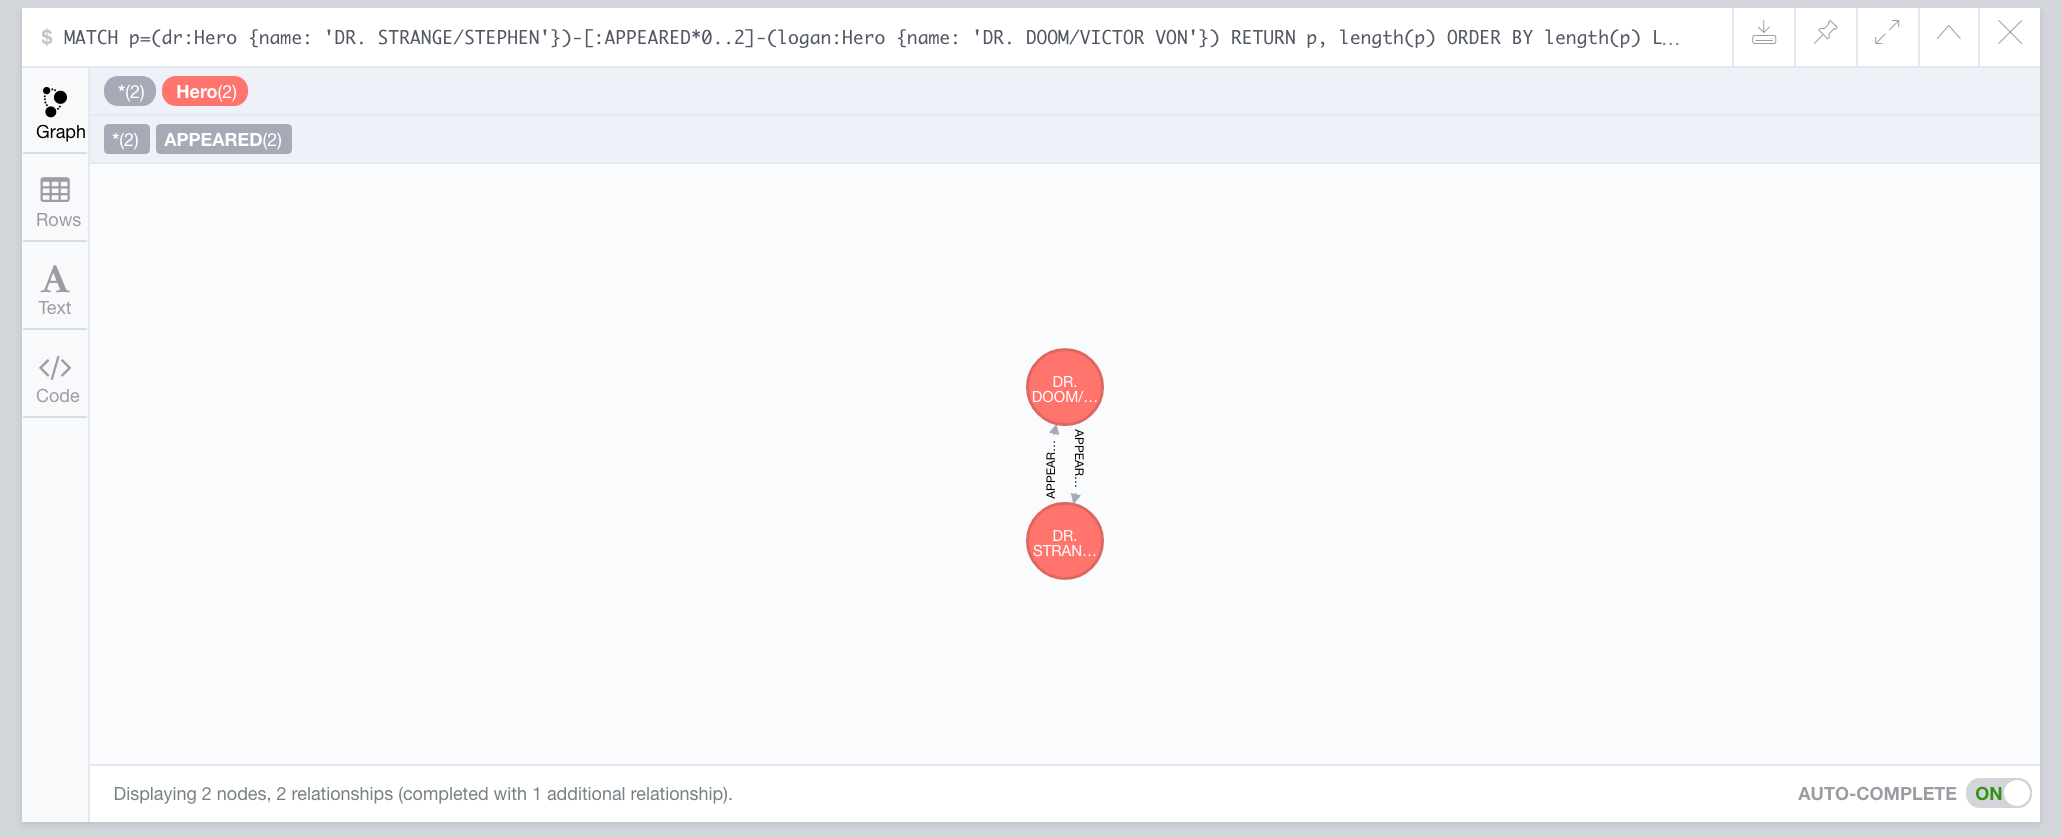 $ MATCH p=(dr:Hero {name: 'DR. STRANGE/STEPHEN'})-[:APPEARED*0..2]-(logan:Hero {name: 'DR. DOOM/VICTOR VON'}) RETURN p, length(p) ORDER BY length(p) L...
*(2) Hero(2)
*(2) APPEARED(2)
Graph
Rows
A
Text
</>
Code
DR.
DOOM/...
APPEAR...
APPEAR...
DR.
STRAN...
Displaying 2 nodes, 2 relationships (completed with 1 additional relationship).
AUTO-COMPLETE ON